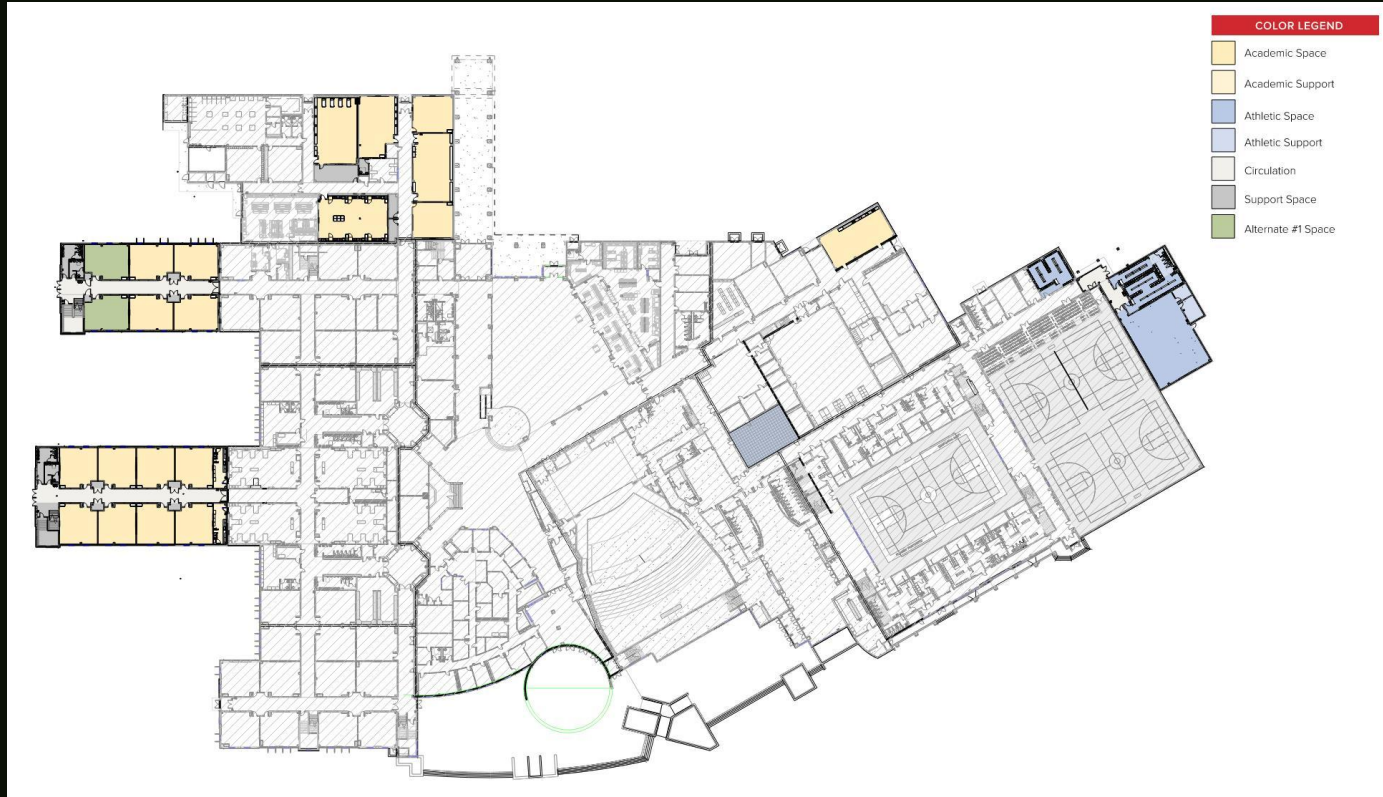 COLOR LEGEND
Academic Space
Academic Support
Athletic Space
Athletic Support
Circulation
Support Space
Alternate #1 Space